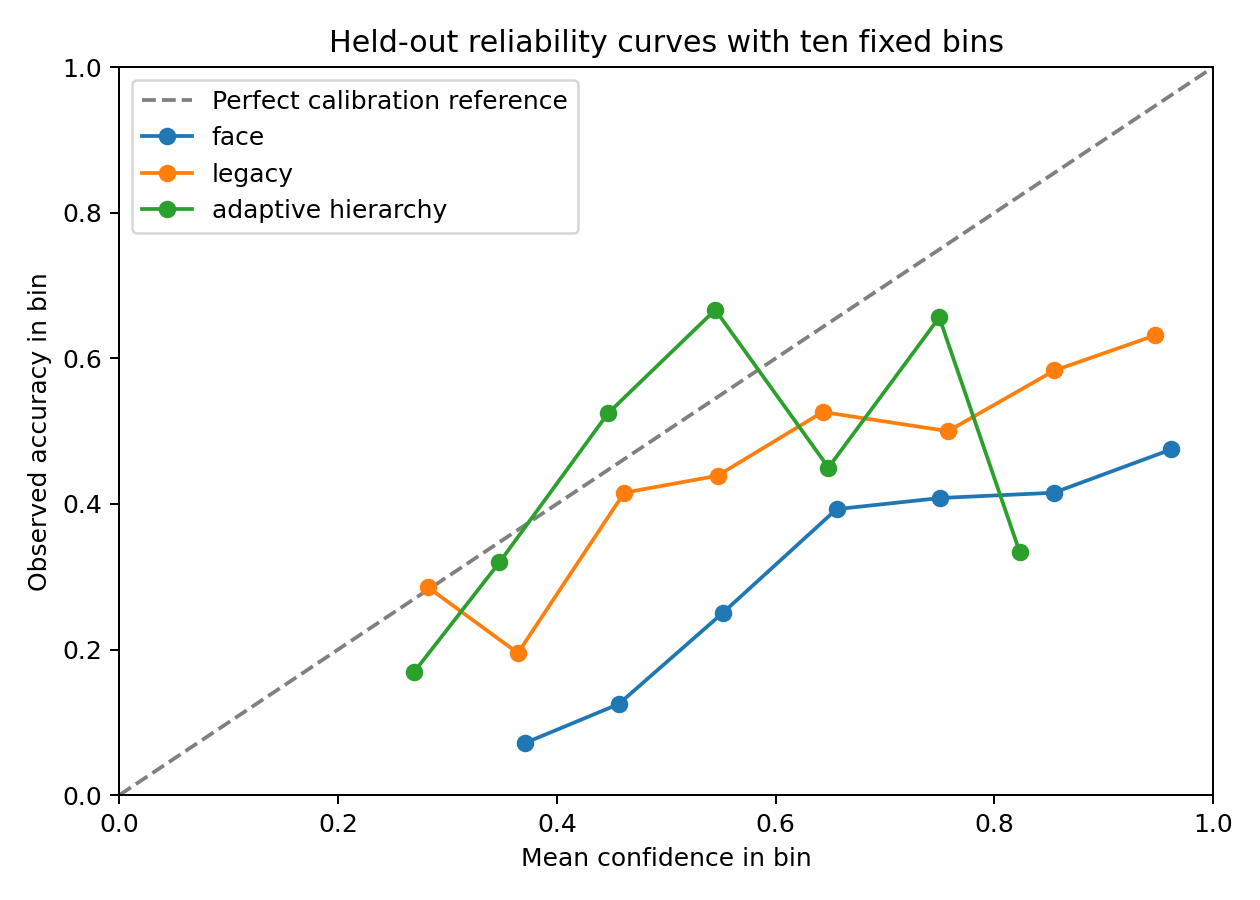 Held-out reliability curves with ten fixed bins
Perfect calibration reference
face
legacy
adaptive hierarchy
Observed accuracy in bin
1.0
0.8
0.6
0.4
0.2
0.0
0.0 0.2 0.4 0.6 0.8 1.0
Mean confidence in bin